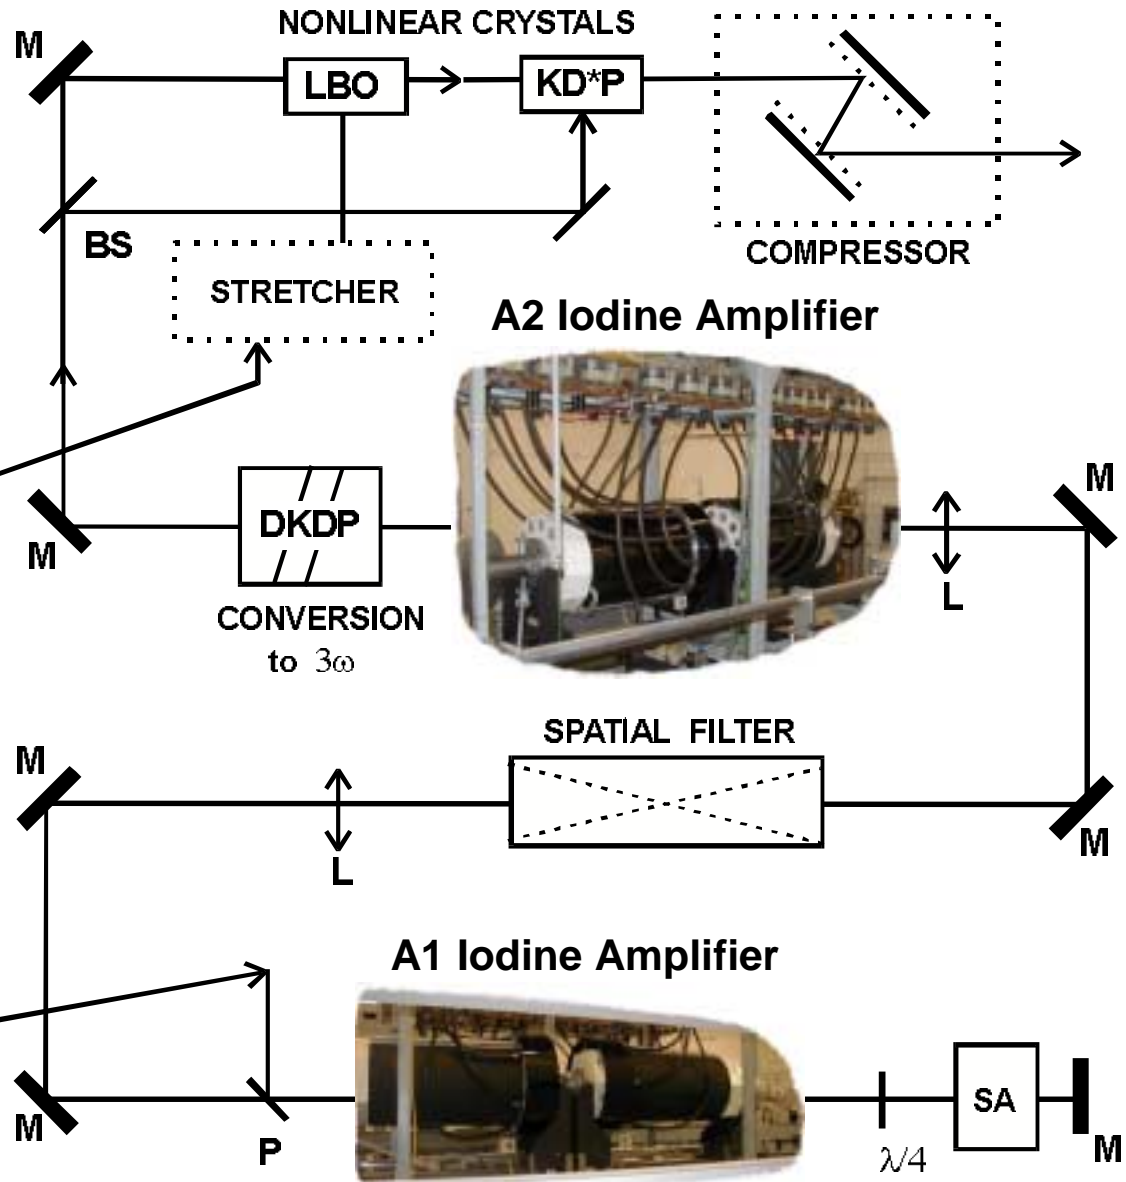 NONLINEAR CRYSTALS
M
LBO
KD*P
BS
COMPRESSOR
STRETCHER
A2 Iodine Amplifier
M
DKDP
M
L
CONVERSION
to 3ω
SPATIAL FILTER
M
L
M
A1 Iodine Amplifier
M
P
λ/4
SA
M